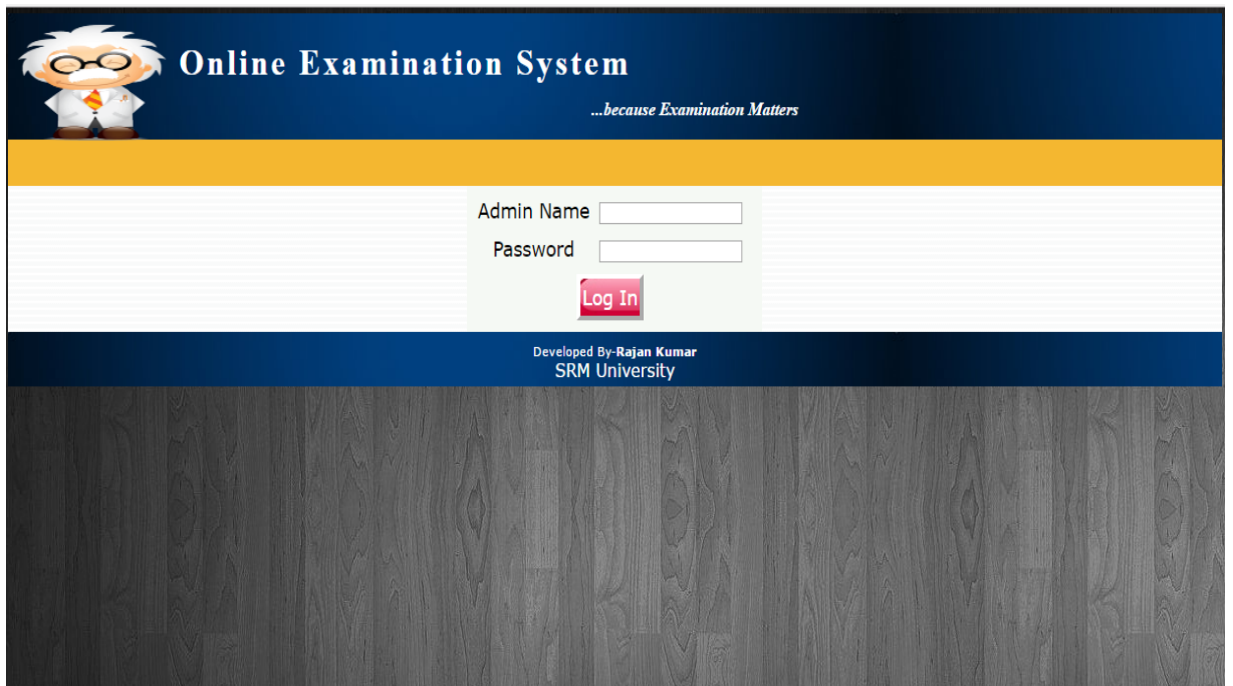 Online Examination System
...because Examination Matters
Admin Name
Password
Log In
Developed By-Rajan Kumar
SRM University